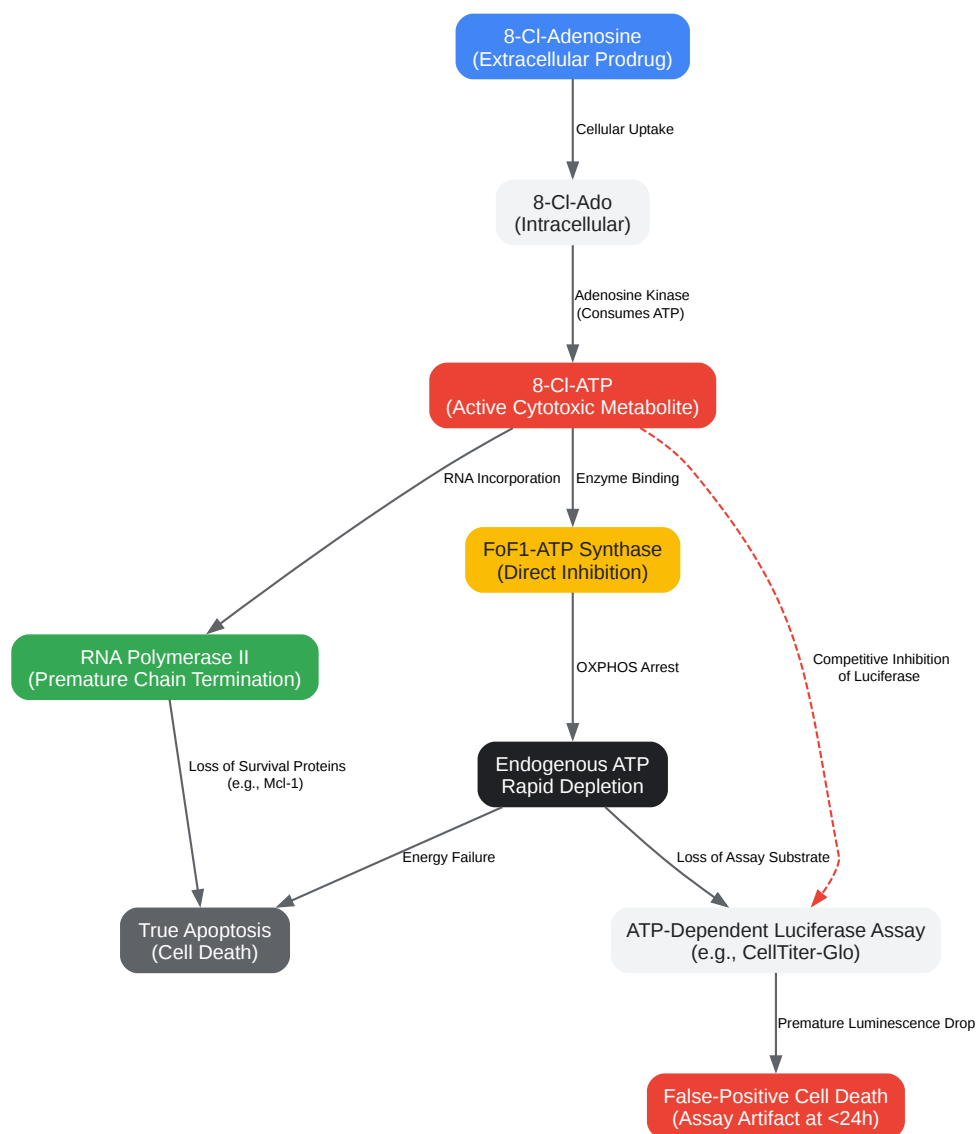 8-Cl-Adenosine
(Extracellular Prodrug)
Cellular Uptake
8-Cl-Ado
(Intracellular)
Adenosine Kinase
(Consumes ATP)
8-Cl-ATP
(Active Cytotoxic Metabolite)
RNA Incorporation
Enzyme Binding
FoF1-ATP Synthase
(Direct Inhibition)
RNA Polymerase II
(Premature Chain Termination)
OXPHOS Arrest
Competitive Inhibition
of Luciferase
Loss of Survival Proteins
(e.g., Mcl-1)
Endogenous ATP
Rapid Depletion
Energy Failure
Loss of Assay Substrate
True Apoptosis
(Cell Death)
ATP-Dependent Luciferase Assay
(e.g., CellTiter-Glo)
Premature Luminescence Drop
False-Positive Cell Death
(Assay Artifact at <24h)